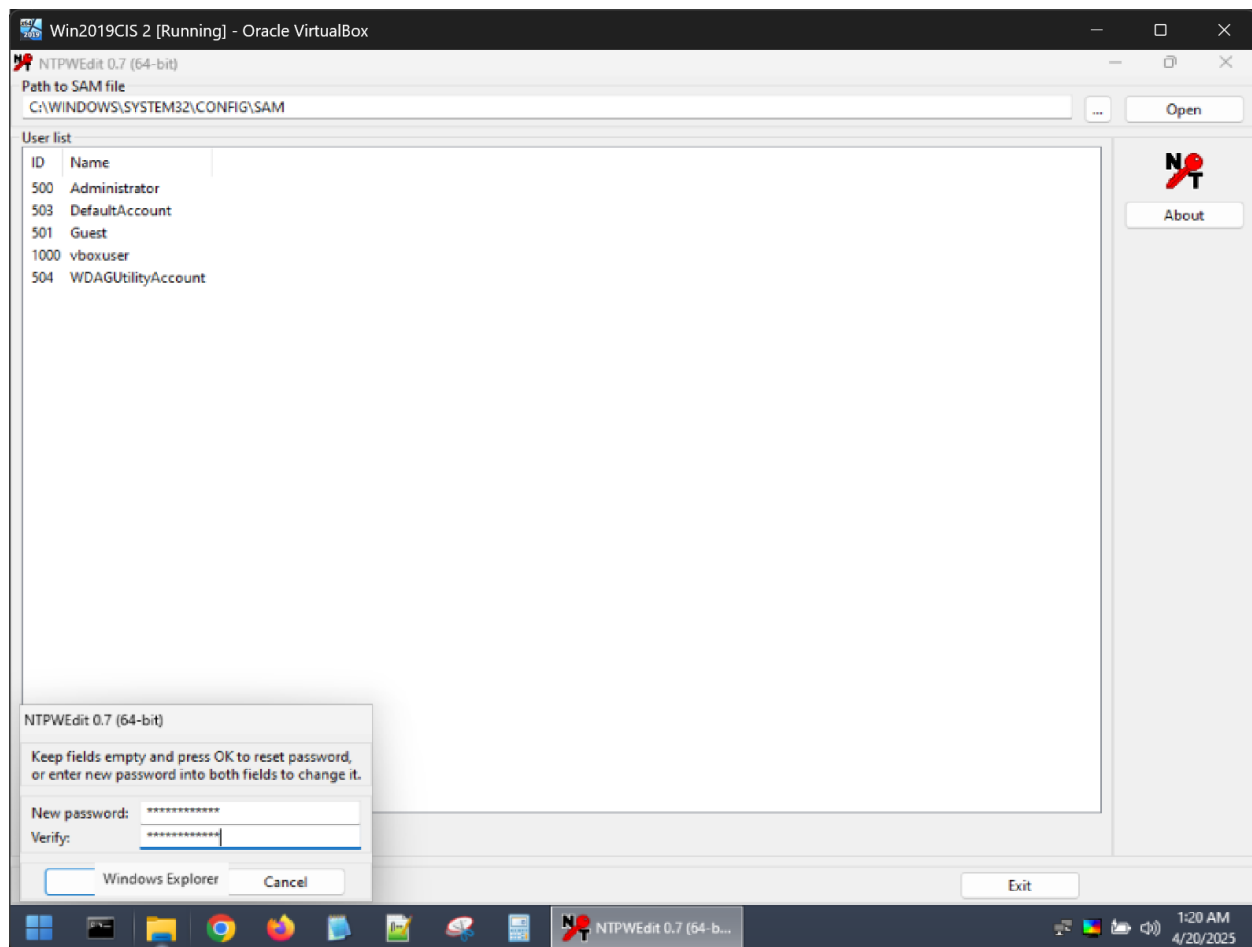 Win2019CIS 2 [Running] - Oracle VirtualBox
NTPWEdit 0.7 (64-bit)
Path to SAM file
C:\WINDOWS\SYSTEM32\CONFIG\SAM
...
Open
User list
ID Name
500 Administrator
503 DefaultAccount
501 Guest
1000 vboxuser
504 WDAGUtilityAccount
NT
About
NTPWEdit 0.7 (64-bit)
Keep fields empty and press OK to reset password,
or enter new password into both fields to change it.
New password: ************
Verify: ************
Windows Explorer
Cancel
Exit
NTPWEdit 0.7 (64-b...
1:20 AM
4/20/2025